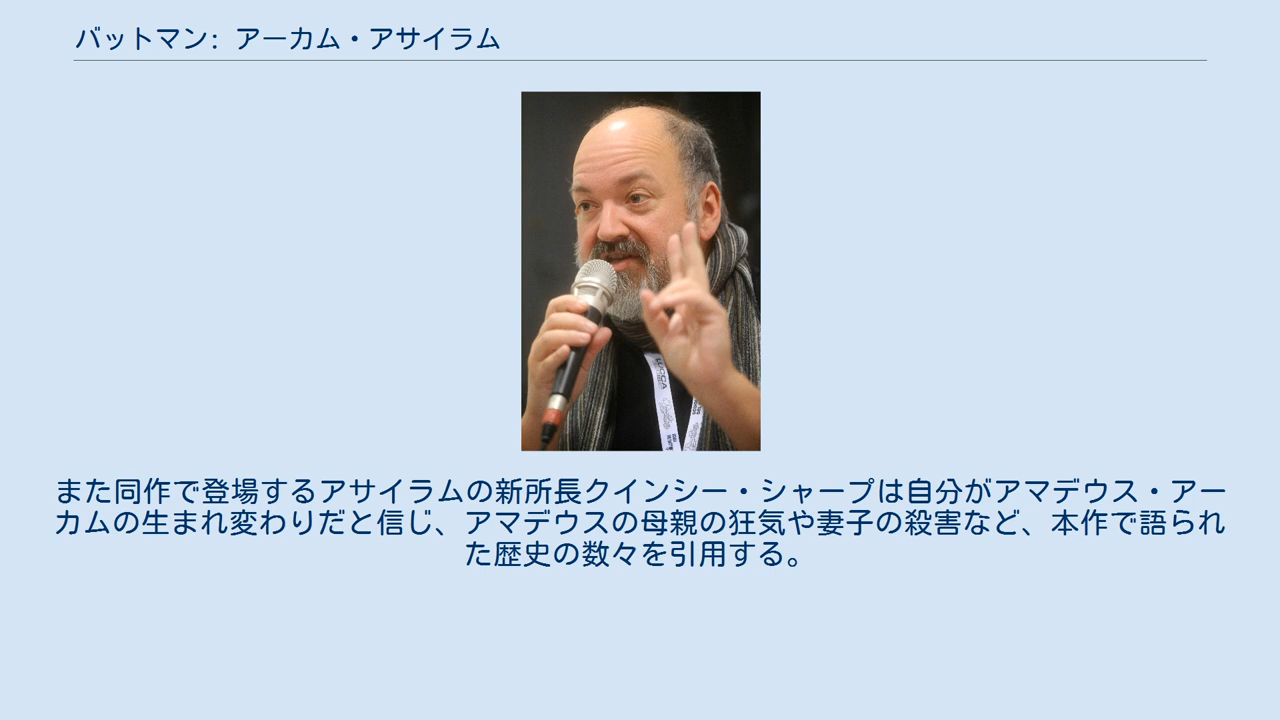 バットマン: アーカム・アサイラム
LUCCA
また同作で登場するアサイラムの新所長クインシー・シャープは自分がアマデウス・アー
カムの生まれ変わりだと信じ、アマデウスの母親の狂気や妻子の殺害など、本作で語られ
た歴史の数々を引用する。